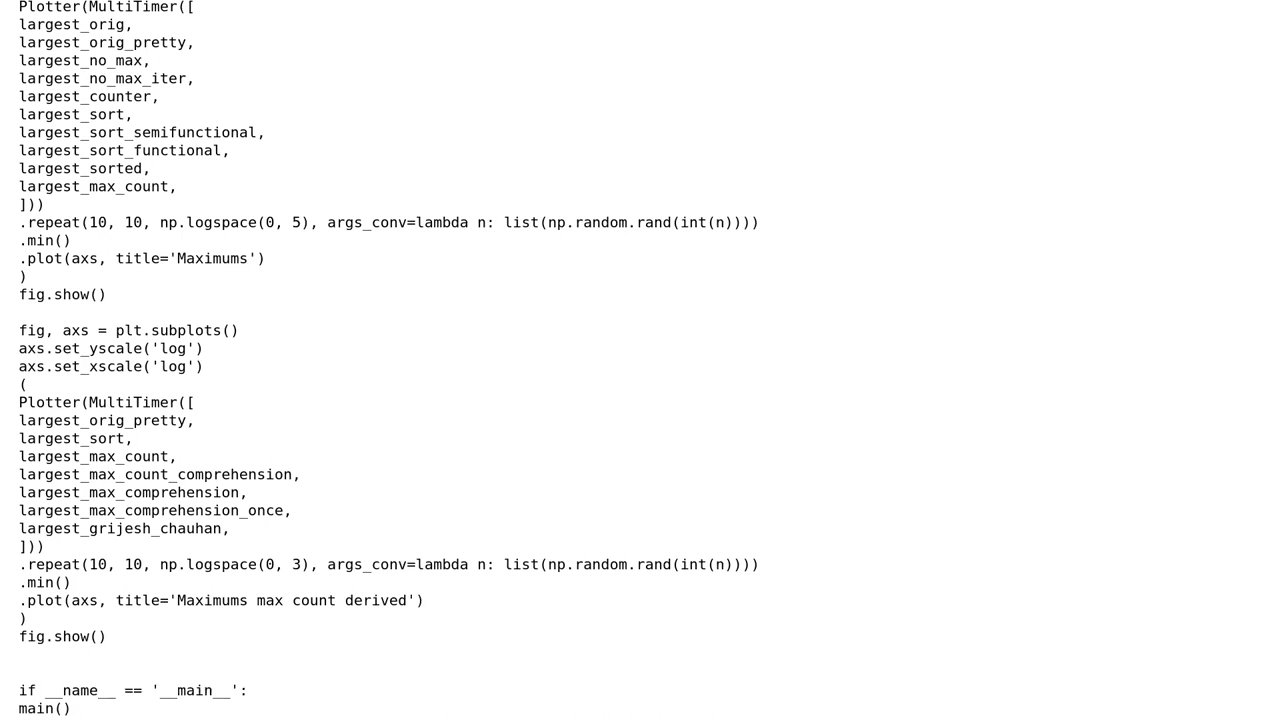 Plotter(MultiTimer([
largest_orig,
largest_orig_pretty,
largest_no_max,
largest_no_max_iter,
largest_counter,
largest_sort,
largest_sort_semifunctional,
largest_sort_functional,
largest_sorted,
largest_max_count,
]))
.repeat(10, 10, np.logspace(0, 5), args_conv=lambda n: list(np.random.rand(int(n))))
.min()
.plot(axs, title='Maximums')
)
fig.show()

fig, axs = plt.subplots()
axs.set_yscale('log')
axs.set_xscale('log')
(
Plotter(MultiTimer([
largest_orig_pretty,
largest_sort,
largest_max_count,
largest_max_count_comprehension,
largest_max_comprehension,
largest_max_comprehension_once,
largest_grijesh_chauhan,
]))
.repeat(10, 10, np.logspace(0, 3), args_conv=lambda n: list(np.random.rand(int(n))))
.min()
.plot(axs, title='Maximums max count derived')
)
fig.show()


if __name__ == '__main__':
main()